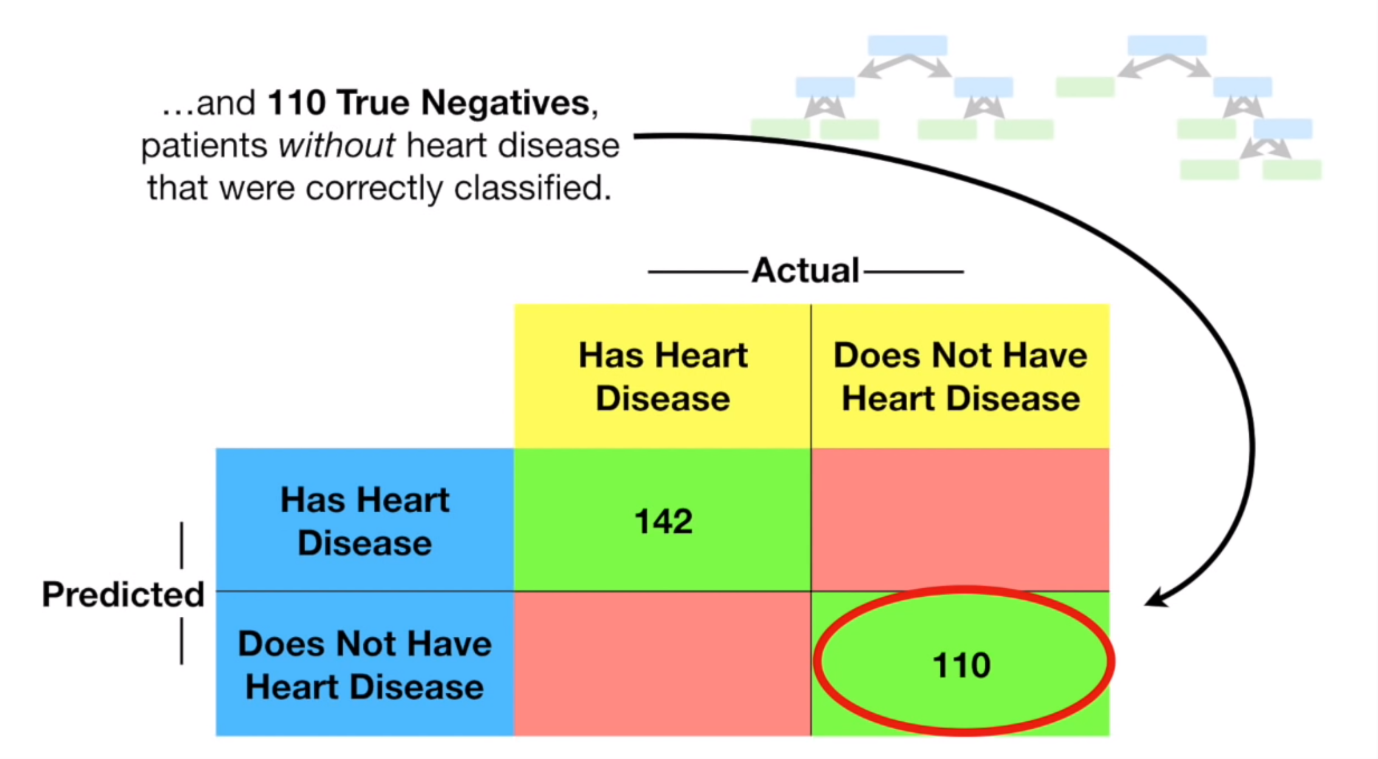 …and 110 True Negatives,
patients without heart disease
that were correctly classified.
Actual
Has Heart
Disease
Does Not Have
Heart Disease
Has Heart
Disease
142
Predicted
Does Not Have
Heart Disease
110